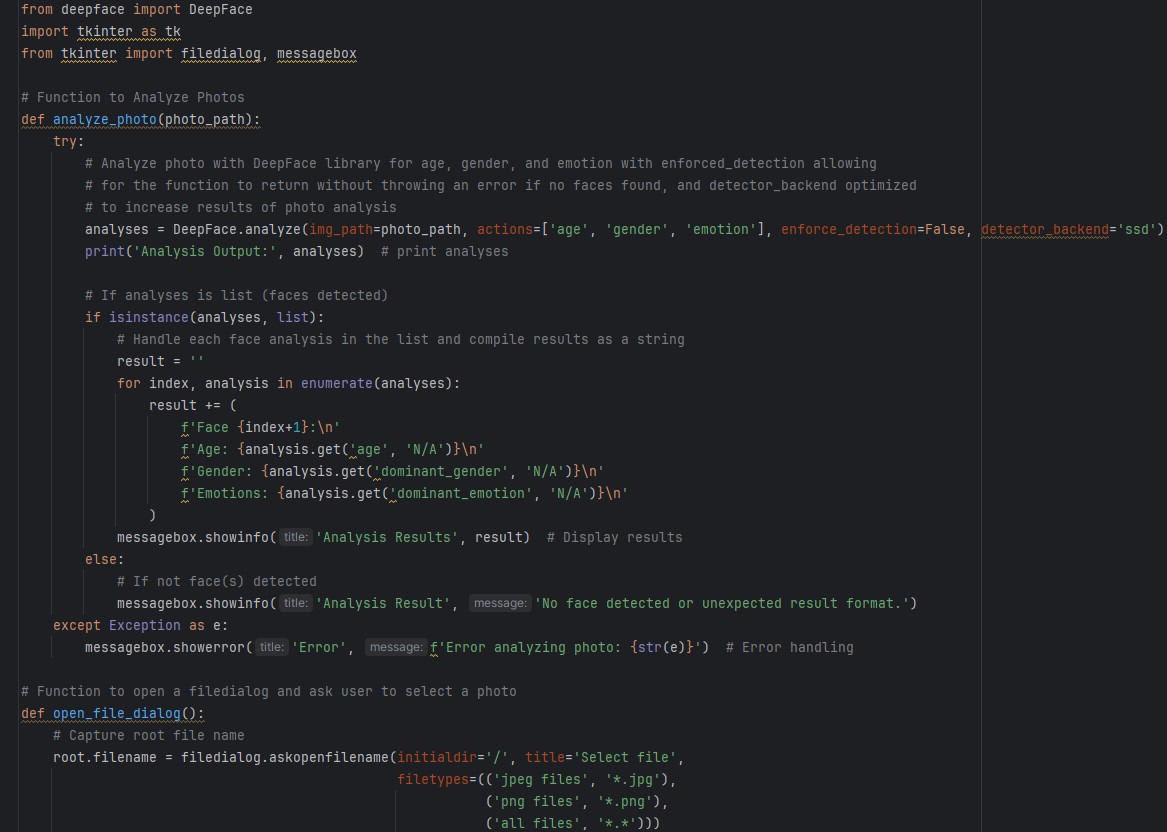 from deepface import DeepFace
import tkinter as tk
from tkinter import filedialog, messagebox

# Function to Analyze Photos
def analyze_photo(photo_path):
    try:
        # Analyze photo with DeepFace library for age, gender, and emotion with enforced_detection allowing
        # for the function to return without throwing an error if no faces found, and detector_backend optimized
        # to increase results of photo analysis
        analyses = DeepFace.analyze(img_path=photo_path, actions=['age', 'gender', 'emotion'], enforce_detection=False, detector_backend='ssd')
        print('Analysis Output:', analyses)  # print analyses

        # If analyses is list (faces detected)
        if isinstance(analyses, list):
            # Handle each face analysis in the list and compile results as a string
            result = ''
            for index, analysis in enumerate(analyses):
                result += (
                    f'Face {index+1}:\n'
                    f'Age: {analysis.get('age', 'N/A')}\n'
                    f'Gender: {analysis.get('dominant_gender', 'N/A')}\n'
                    f'Emotions: {analysis.get('dominant_emotion', 'N/A')}\n'
                )
            messagebox.showinfo( title: 'Analysis Results', result)  # Display results
        else:
            # If not face(s) detected
            messagebox.showinfo( title: 'Analysis Result', message: 'No face detected or unexpected result format.')
    except Exception as e:
        messagebox.showerror( title: 'Error', message: f'Error analyzing photo: {str(e)}')  # Error handling

# Function to open a filedialog and ask user to select a photo
def open_file_dialog():
    # Capture root file name
    root.filename = filedialog.askopenfilename(initialdir='/', title='Select file',
                                               filetypes=(('jpeg files', '*.jpg'),
                                                          ('png files', '*.png'),
                                                          ('all files', '*.*')))